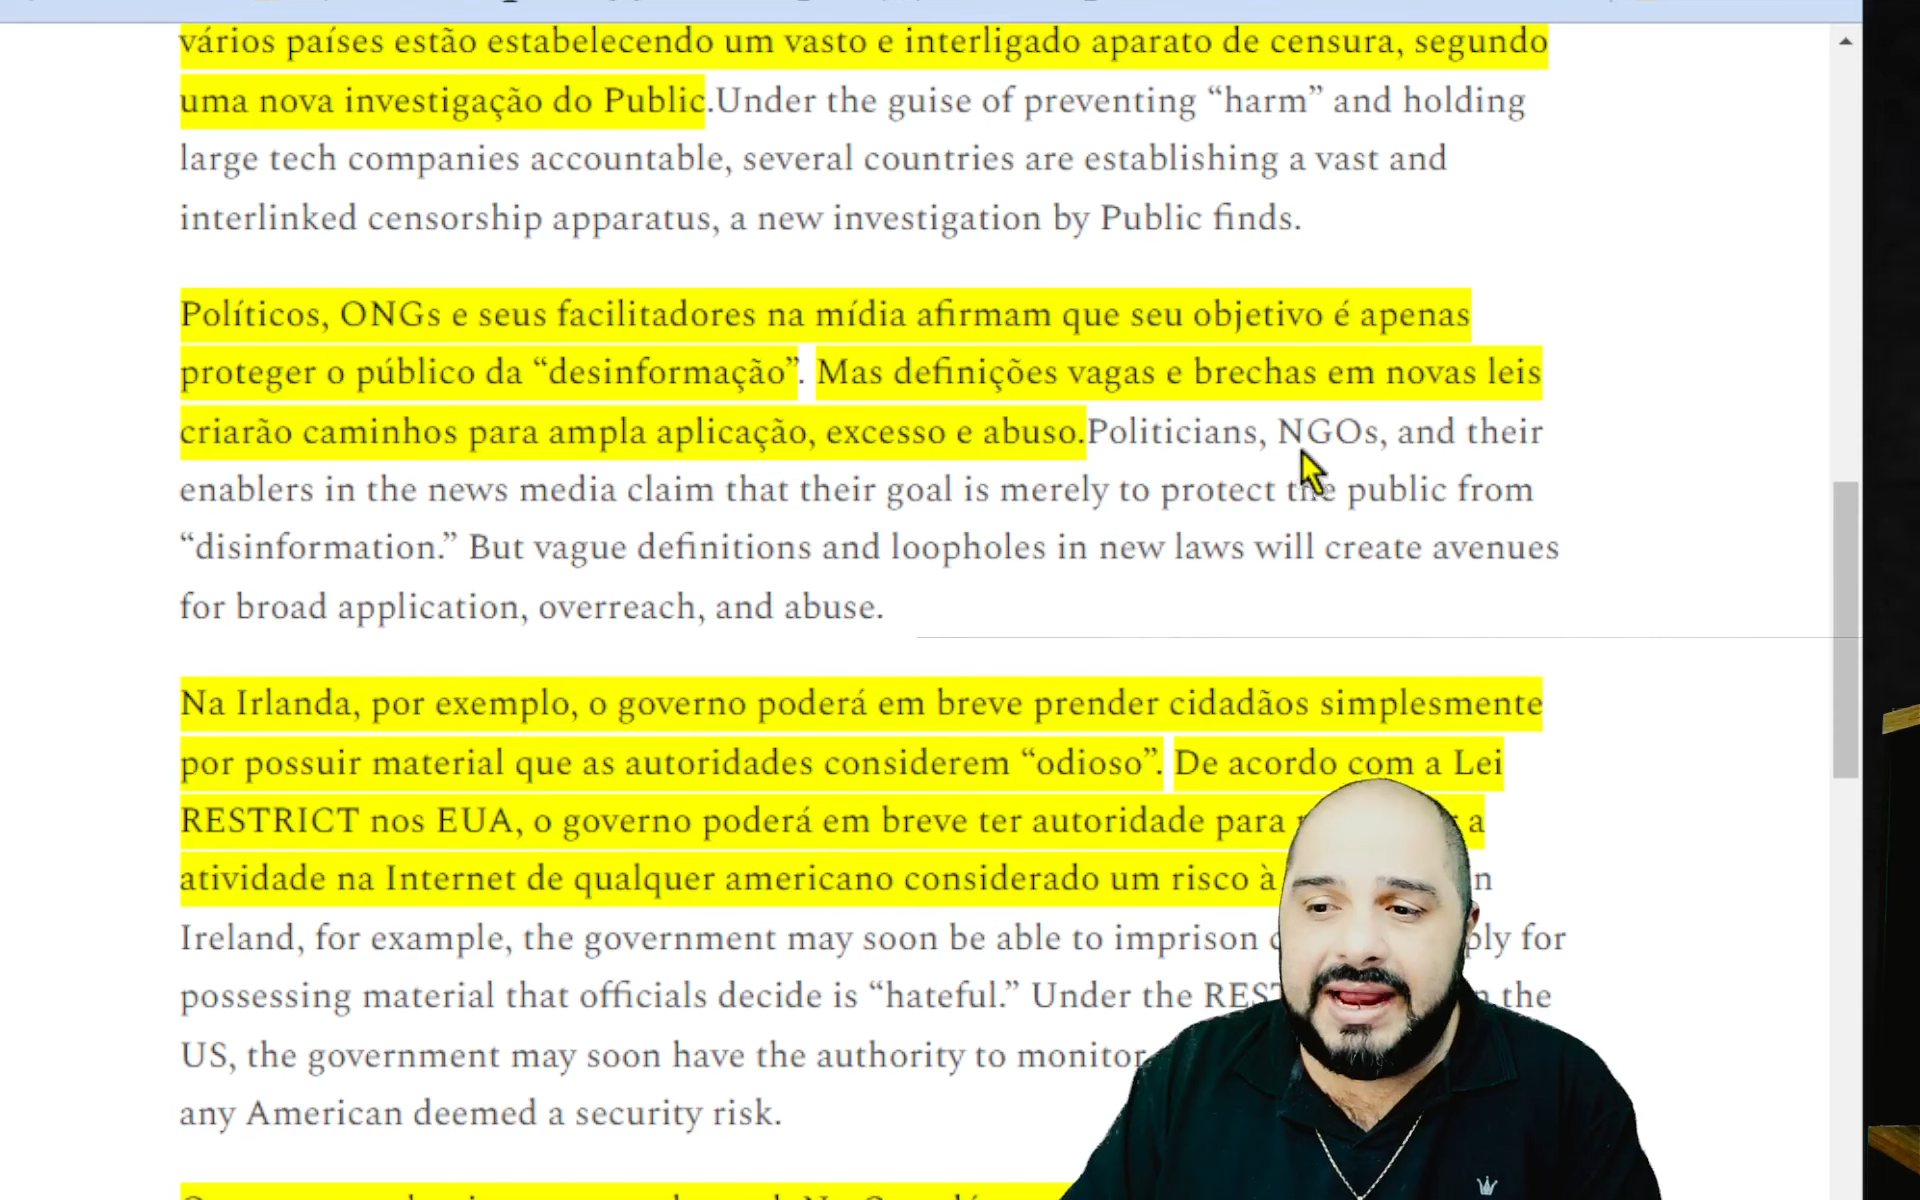 vários países estão estabelecendo um vasto e interligado aparato de censura, segundo
uma nova investigação do Public.Under the guise of preventing “harm” and holding
large tech companies accountable, several countries are establishing a vast and
interlinked censorship apparatus, a new investigation by Public finds.
Políticos, ONGs e seus facilitadores na mídia afirmam que seu objetivo é apenas
proteger o público da “desinformação”. Mas definições vagas e brechas em novas leis
criarão caminhos para ampla aplicação, excesso e abuso.Politicians, NGOs, and their
enablers in the news media claim that their goal is merely to protect the public from
“disinformation.” But vague definitions and loopholes in new laws will create avenues
for broad application, overreach, and abuse.
Na Irlanda, por exemplo, o governo poderá em breve prender cidadãos simplesmente
por possuir material que as autoridades considerem “odioso”. De acordo com a Lei
RESTRICT nos EUA, o governo poderá em breve ter autoridade para a
atividade na Internet de qualquer americano considerado um risco à
Ireland, for example, the government may soon be able to imprison for
possessing material that officials decide is “hateful.” Under the the
US, the government may soon have the authority to monitor
any American deemed a security risk.